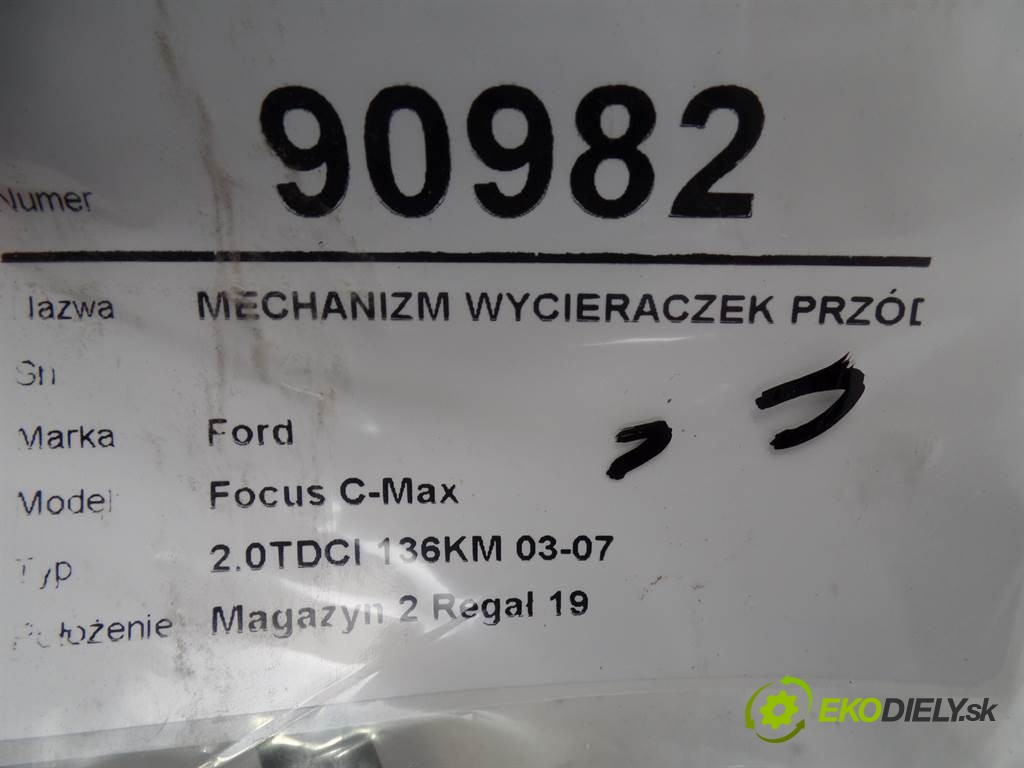 Numer 90982
Nazwa MECHANIZM WYCIERACZEK PRZÓD
Sn
Marka Ford
Model Focus C-Max
Typ 2.0TDCI 136KM 03-07
Położenie Magazyn 2 Regał 19
EKODIELY.sk